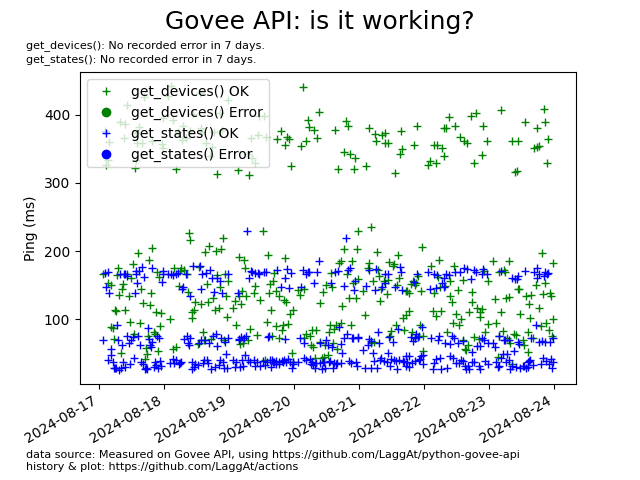 Govee API: is it working?
get_devices(): No recorded error in 7 days.
get_states(): No recorded error in 7 days.
get_devices() OK
get_devices() Error
get_states() OK
get_states() Error
Ping (ms)
400
300
200
100
2024-08-17
2024-08-18
2024-08-19
2024-08-20
2024-08-21
2024-08-22
2024-08-23
2024-08-24
data source: Measured on Govee API, using https://github.com/LaggAt/python-govee-api
history & plot: https://github.com/LaggAt/actions